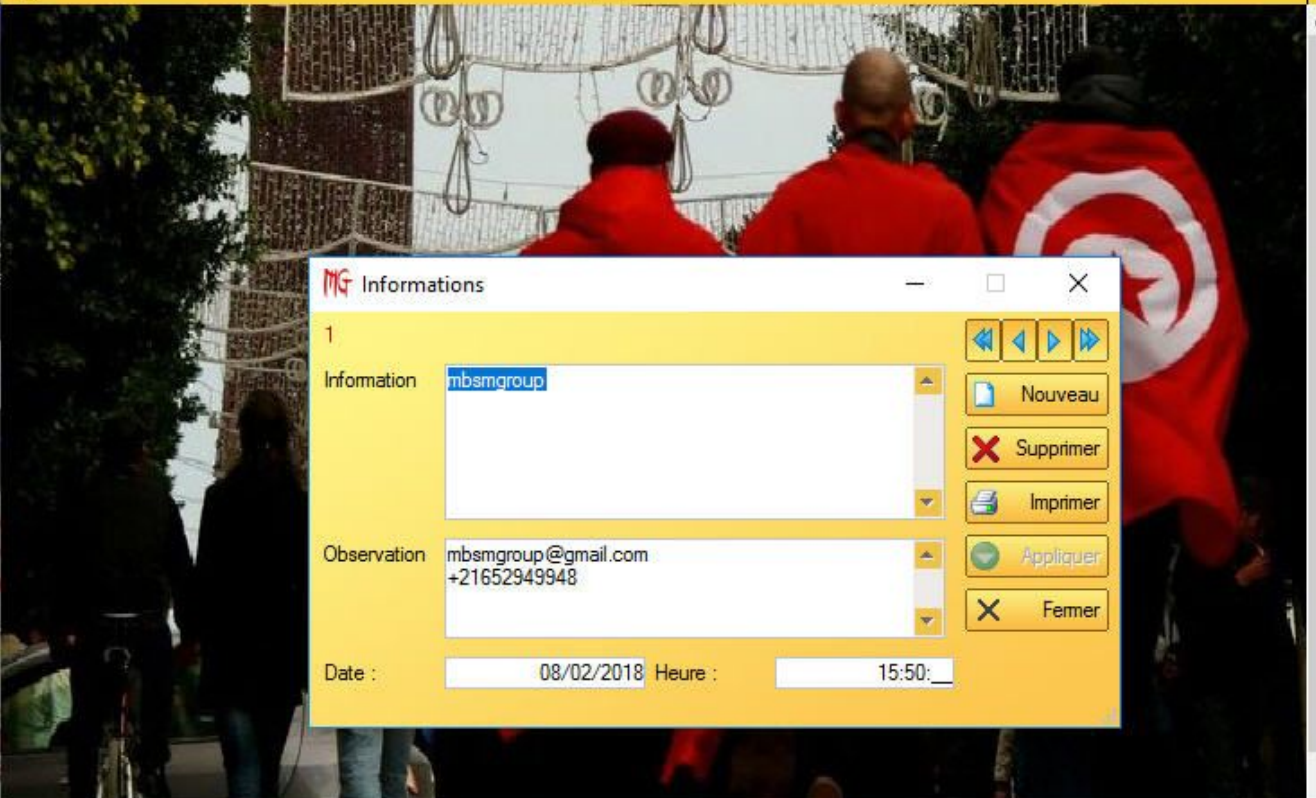 MG Informations
1
Information
mbsmgroup
Nouveau
Supprimer
Imprimer
Observation
mbsmgroup@gmail.com
+21652949948
Appliquer
Fermer
Date :
08/02/2018
Heure :
15:50:__